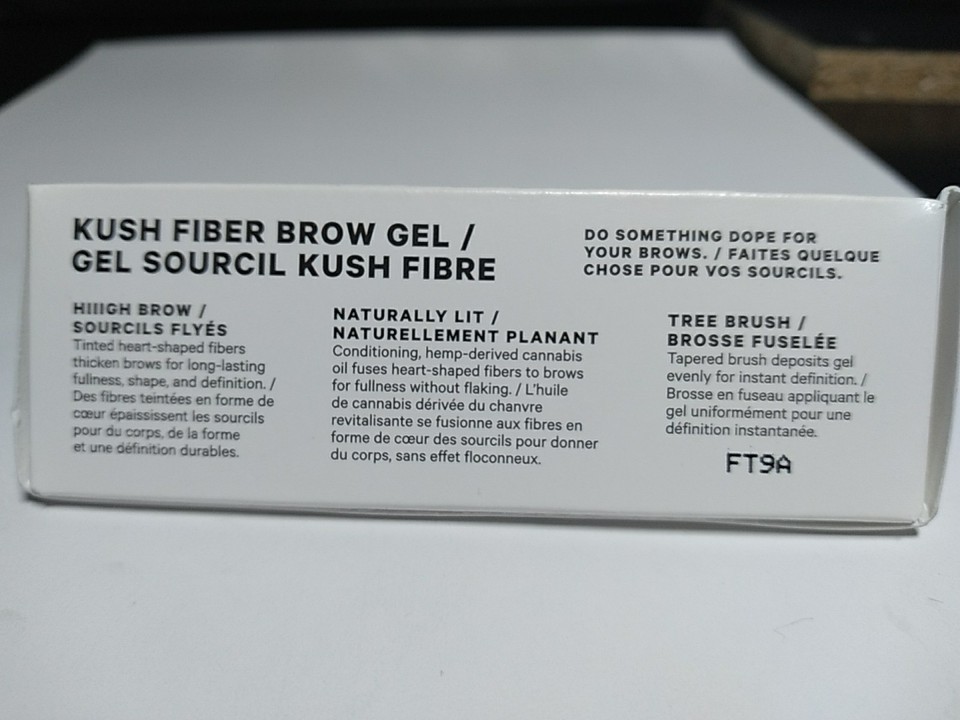 KUSH FIBER BROW GEL /
GEL SOURCIL KUSH FIBRE
DO SOMETHING DOPE FOR
YOUR BROWS. / FAITES QUELQUE
CHOSE POUR VOS SOURCILS.
HIIIGH BROW /
SOURCILS FLYÉS
Tinted heart-shaped fibers
thicken brows for long-lasting
fullness, shape, and definition. /
Des fibres teintées en forme de
cœur épaississent les sourcils
pour du corps, de la forme
et une définition durables.
NATURALLY LIT /
NATURELLEMENT PLANANT
Conditioning, hemp-derived cannabis
oil fuses heart-shaped fibers to brows
for fullness without flaking. / L'huile
de cannabis dérivée du chanvre
revitalisante se fusionne aux fibres en
forme de cœur des sourcils pour donner
du corps, sans effet floconneux.
TREE BRUSH /
BROSSE FUSELÉE
Tapered brush deposits gel
evenly for instant definition. /
Brosse en fuseau appliquant le
gel uniformément pour une
définition instantanée.
FT9A